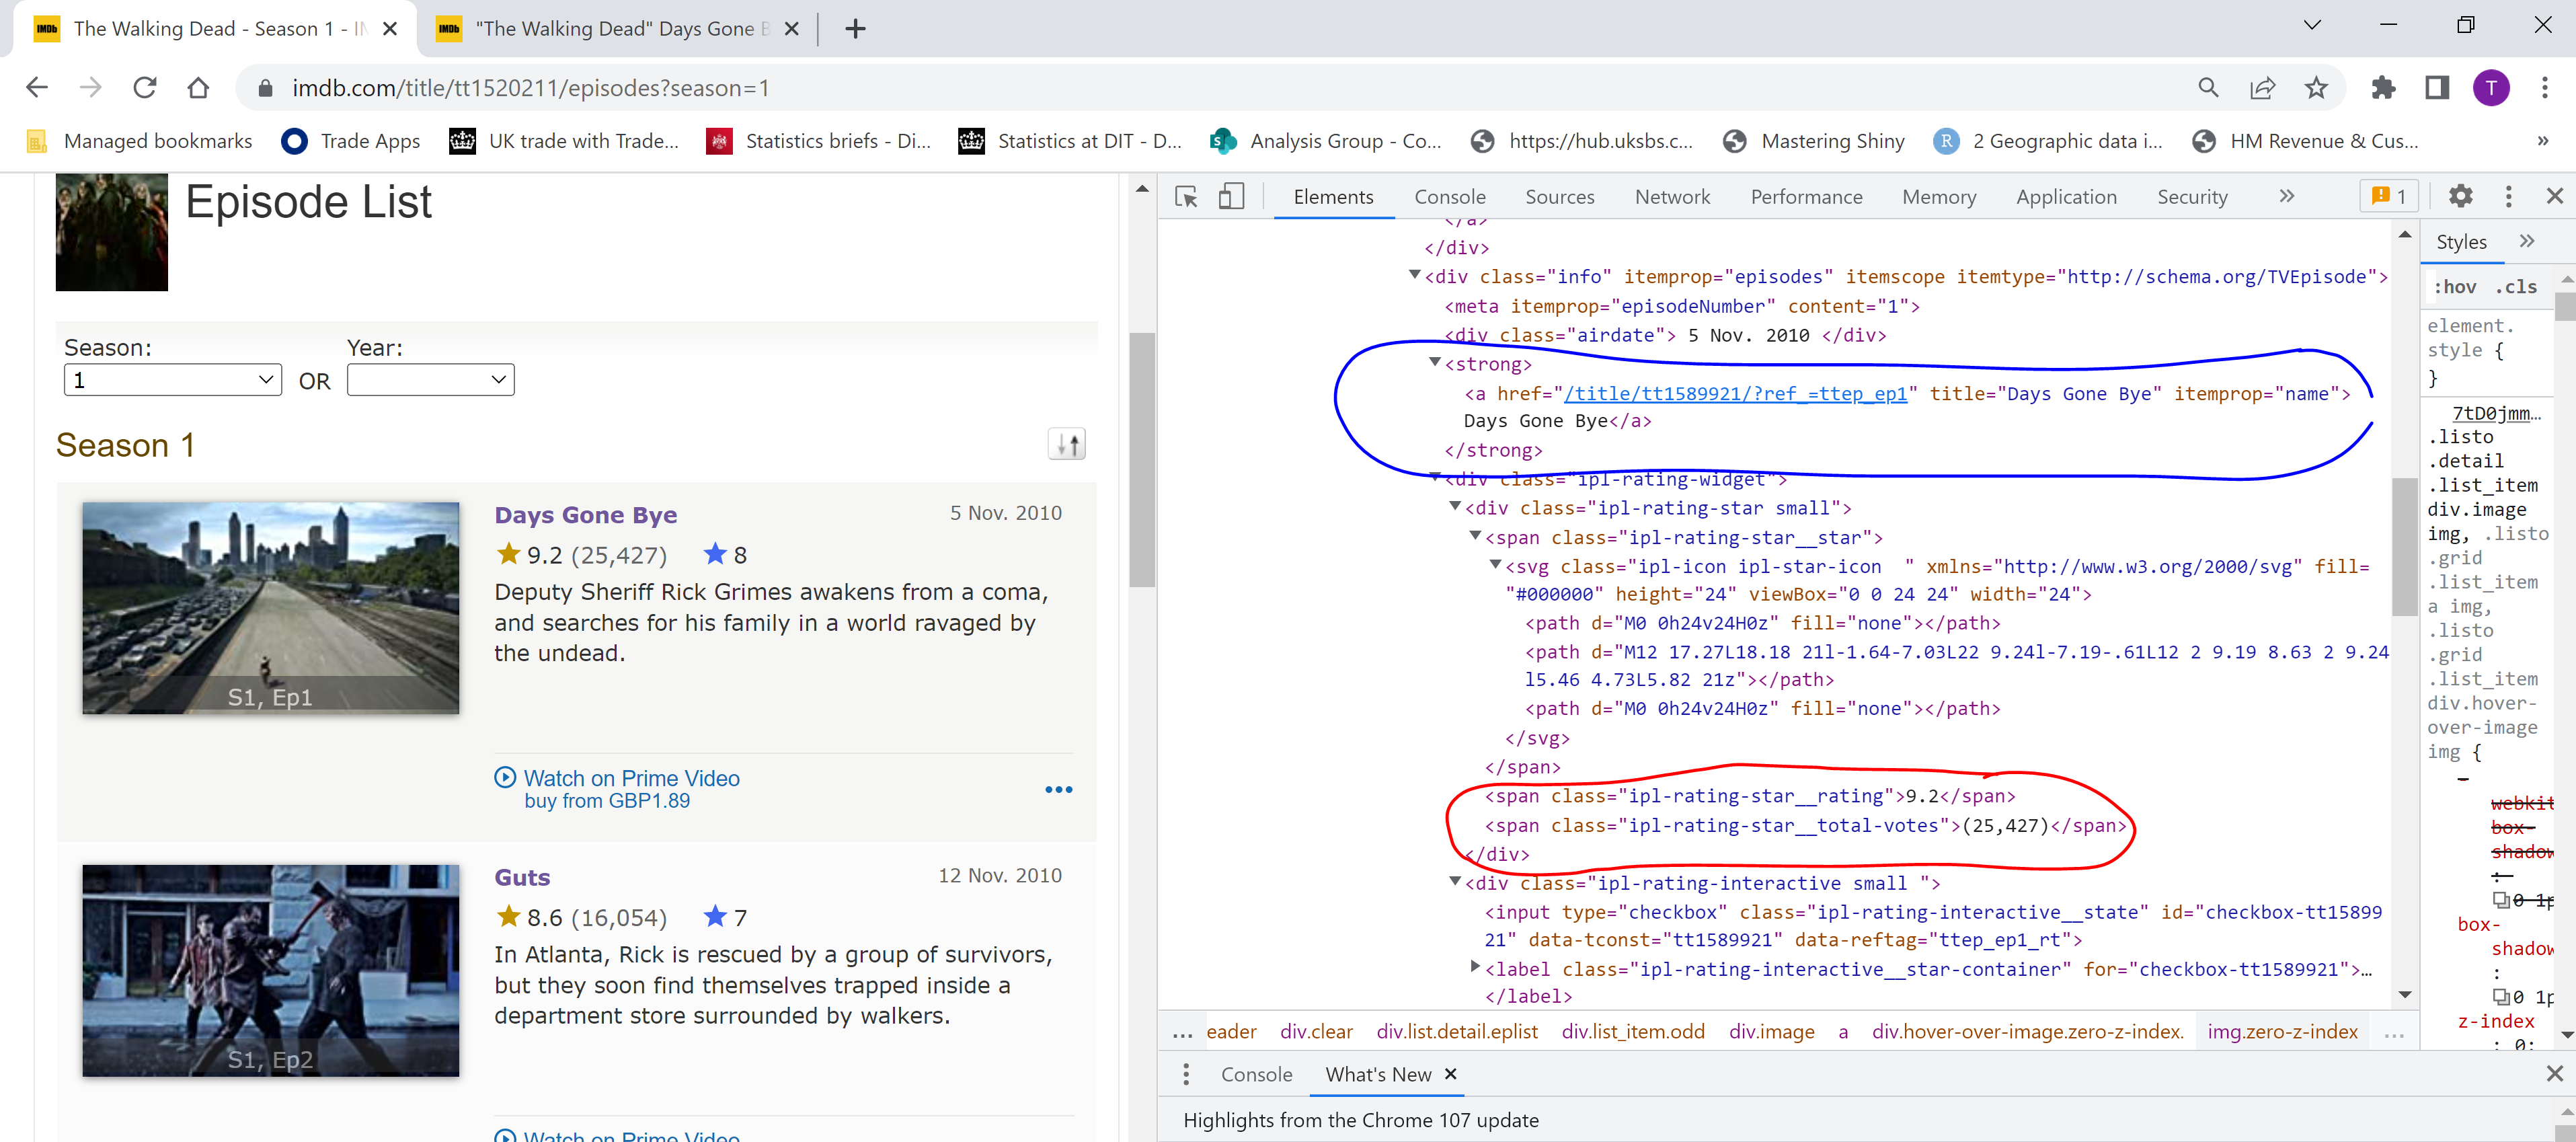 The Walking Dead - Season 1 - IM
"The Walking Dead" Days Gone B
imdb.com/title/tt1520211/episodes?season=1
T
Managed bookmarks
Trade Apps
UK trade with Trade...
Statistics briefs - Di...
Statistics at DIT - D...
Analysis Group - Co...
https://hub.uksbs.c...
Mastering Shiny
R 2 Geographic data i...
HM Revenue & Cus...
»
Episode List
Season:
Year:
1
OR
Season 1
Days Gone Bye
5 Nov. 2010
9.2 (25,427)
8
Deputy Sheriff Rick Grimes awakens from a coma,
and searches for his family in a world ravaged by
the undead.
S1, Ep1
Watch on Prime Video
buy from GBP1.89
Guts
12 Nov. 2010
8.6 (16,054)
7
In Atlanta, Rick is rescued by a group of survivors,
but they soon find themselves trapped inside a
department store surrounded by walkers.
S1, Ep2
Watch on Prime Video
Elements Console Sources Network Performance Memory Application Security » 1
</a>
</div>
<div class="info" itemprop="episodes" itemscope itemtype="http://schema.org/TVEpisode">
<meta itemprop="episodeNumber" content="1">
<div class="airdate"> 5 Nov. 2010 </div>
<strong>
<a href="/title/tt1589921/?ref_=ttep_ep1" title="Days Gone Bye" itemprop="name">
Days Gone Bye</a>
</strong>
<div class="ipl-rating-widget">
<div class="ipl-rating-star small">
<span class="ipl-rating-star__star">
<svg class="ipl-icon ipl-star-icon  " xmlns="http://www.w3.org/2000/svg" fill=
"#000000" height="24" viewBox="0 0 24 24" width="24">
<path d="M0 0h24v24H0z" fill="none"></path>
<path d="M12 17.27L18.18 21l-1.64-7.03L22 9.24l-7.19-.61L12 2 9.19 8.63 2 9.24
l5.46 4.73L5.82 21z"></path>
<path d="M0 0h24v24H0z" fill="none"></path>
</svg>
</span>
<span class="ipl-rating-star__rating">9.2</span>
<span class="ipl-rating-star__total-votes">(25,427)</span>
</div>
<div class="ipl-rating-interactive small ">
<input type="checkbox" class="ipl-rating-interactive__state" id="checkbox-tt15899
21" data-tconst="tt1589921" data-reftag="ttep_ep1_rt">
<label class="ipl-rating-interactive__star-container" for="checkbox-tt1589921">…
</label>
... eader div.clear div.list.detail.eplist div.list_item.odd div.image a div.hover-over-image.zero-z-index. img.zero-z-index ...
Console What's New
Highlights from the Chrome 107 update
Styles »
:hov .cls
element.
style {
}
7tD0jmm…
.listo
.detail
.list_item
div.image
img, .listo
.grid
.list_item
a img,
.listo
.grid
.list_item
div.hover-
over-image
img {
webkit
box-
shadow
:
0 1p
box-
shadow
:
0 1p
z-index
: 0;